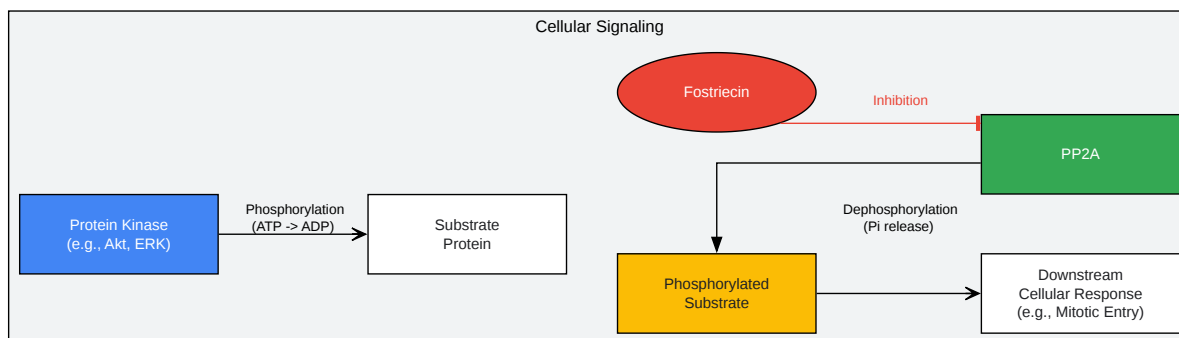 Cellular Signaling
Fostriecin
Inhibition
PP2A
Protein Kinase
(e.g., Akt, ERK)
Phosphorylation
(ATP -> ADP)
Substrate
Protein
Dephosphorylation
(Pi release)
Phosphorylated
Substrate
Downstream
Cellular Response
(e.g., Mitotic Entry)